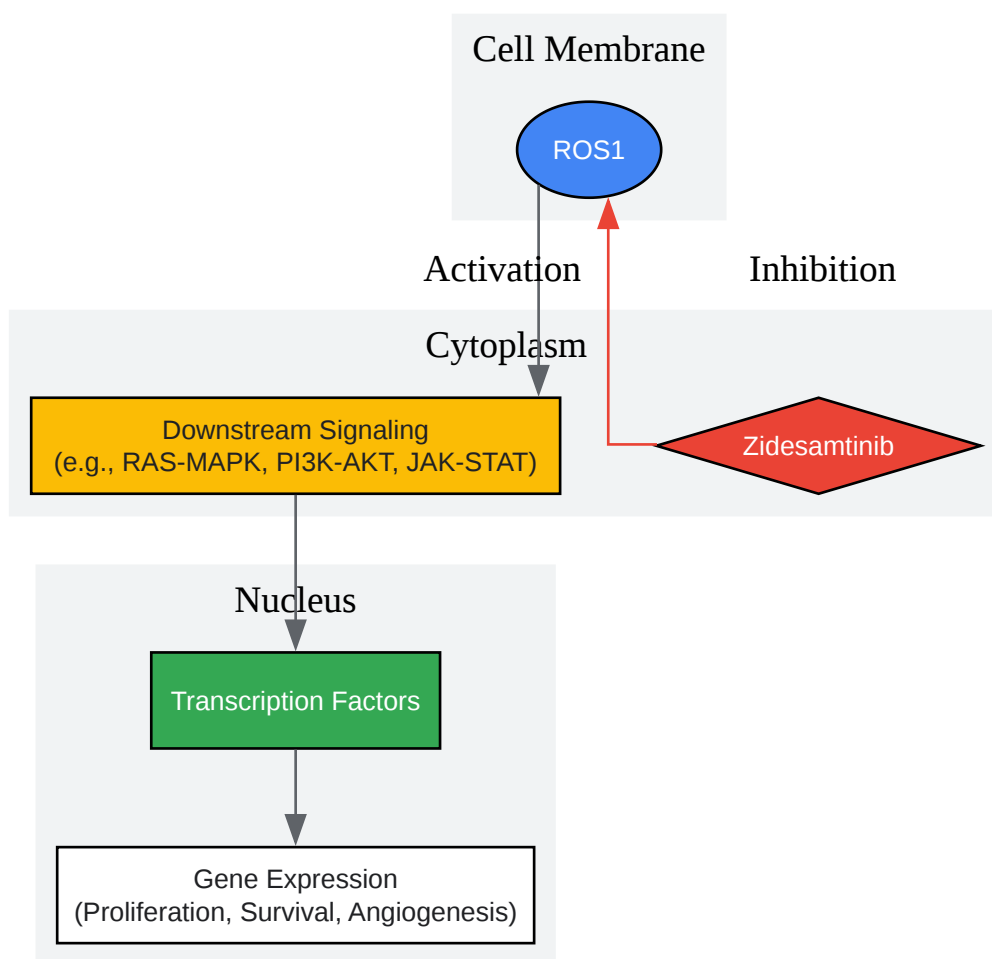 Cell Membrane
ROS1
Activation
Inhibition
Cytoplasm
Downstream Signaling
(e.g., RAS-MAPK, PI3K-AKT, JAK-STAT)
Zidesamtinib
Nucleus
Transcription Factors
Gene Expression
(Proliferation, Survival, Angiogenesis)